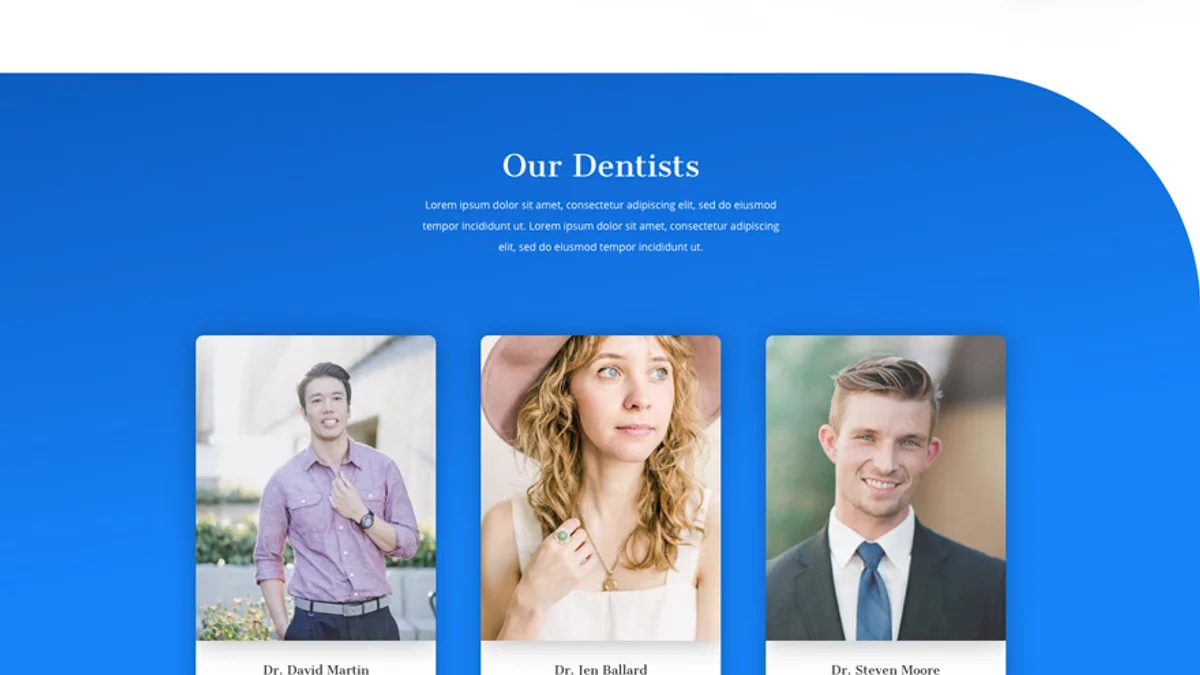 Our Dentists
Lorem ipsum dolor sit amet, consectetur adipiscing elit, sed do eiusmod
tempor incididunt ut. Lorem ipsum dolor sit amet, consectetur adipiscing
elit, sed do eiusmod tempor incididunt ut.
Dr. David Martin
Dr. Jen Ballard
Dr. Steven Moore